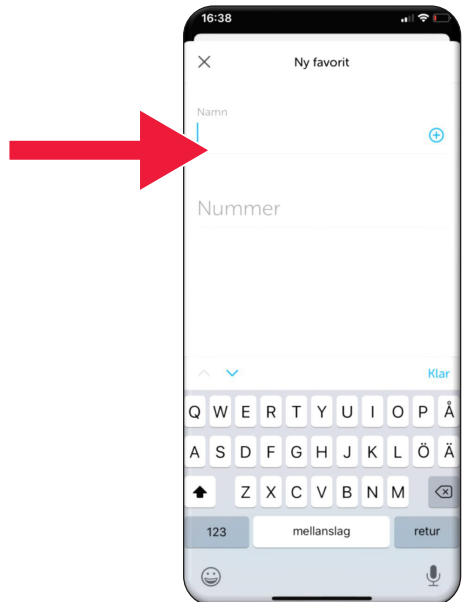 16:38
Ny favorit
Namn
Nummer
Klar
Q W E R T Y U I O P Å
A S D F G H J K L Ö Ä
Z X C V B N M
123 mellanslag retur